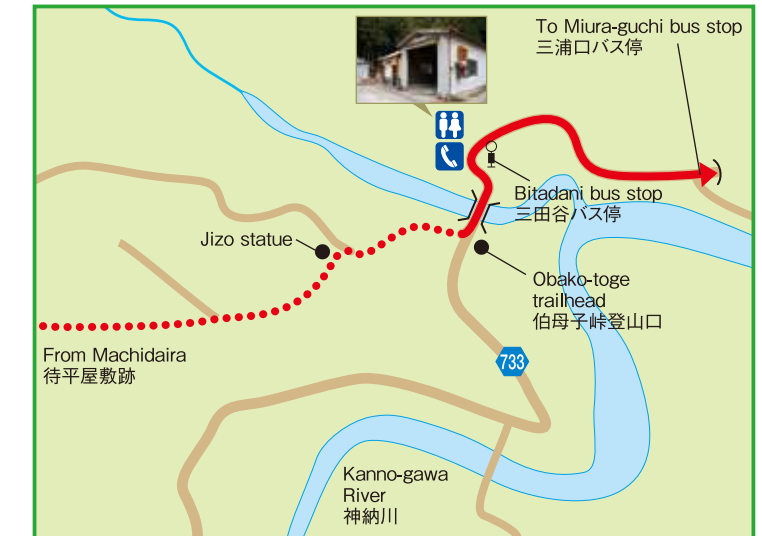 To Miura-guchi bus stop
三浦口バス停
Bitadani bus stop
三田谷バス停
Jizo statue
Obako-toge
trailhead
伯母子峠登山口
From Machidaira
待平屋敷跡
733
Kanno-gawa
River
神納川